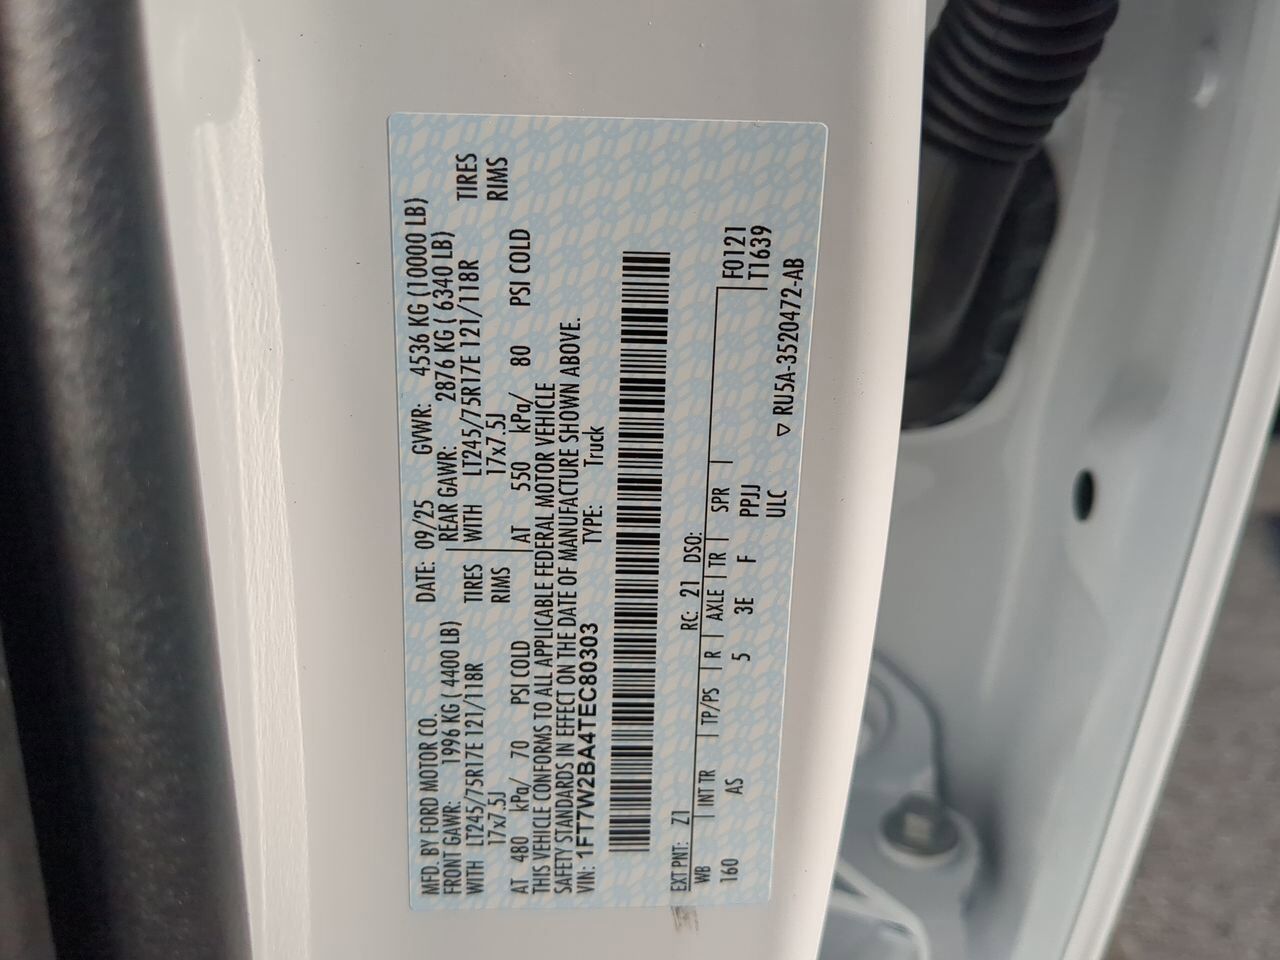 MFD. BY FORD MOTOR CO. DATE: 09/25 GVWR: 4536 KG (10000 LB)
FRONT GAWR: 1996 KG ( 4400 LB) REAR GAWR: 2876 KG ( 6340 LB)
WITH LT245/75R17E 121/118R TIRES WITH LT245/75R17E 121/118R TIRES
17x7.5J RIMS 17x7.5J RIMS
AT 480 kPa/ 70 PSI COLD AT 550 kPa/ 80 PSI COLD
THIS VEHICLE CONFORMS TO ALL APPLICABLE FEDERAL MOTOR VEHICLE
SAFETY STANDARDS IN EFFECT ON THE DATE OF MANUFACTURE SHOWN ABOVE.
VIN: 1FT7W2BA4TEC80303 TYPE: Truck
EXT PNT: Z1 RC: 21 DSO:
WB INT TR TP/PS R AXLE TR SPR F0121
160 AS 5 3E F PPJJ T1639
ULC ▽ RU5A-3520472-AB